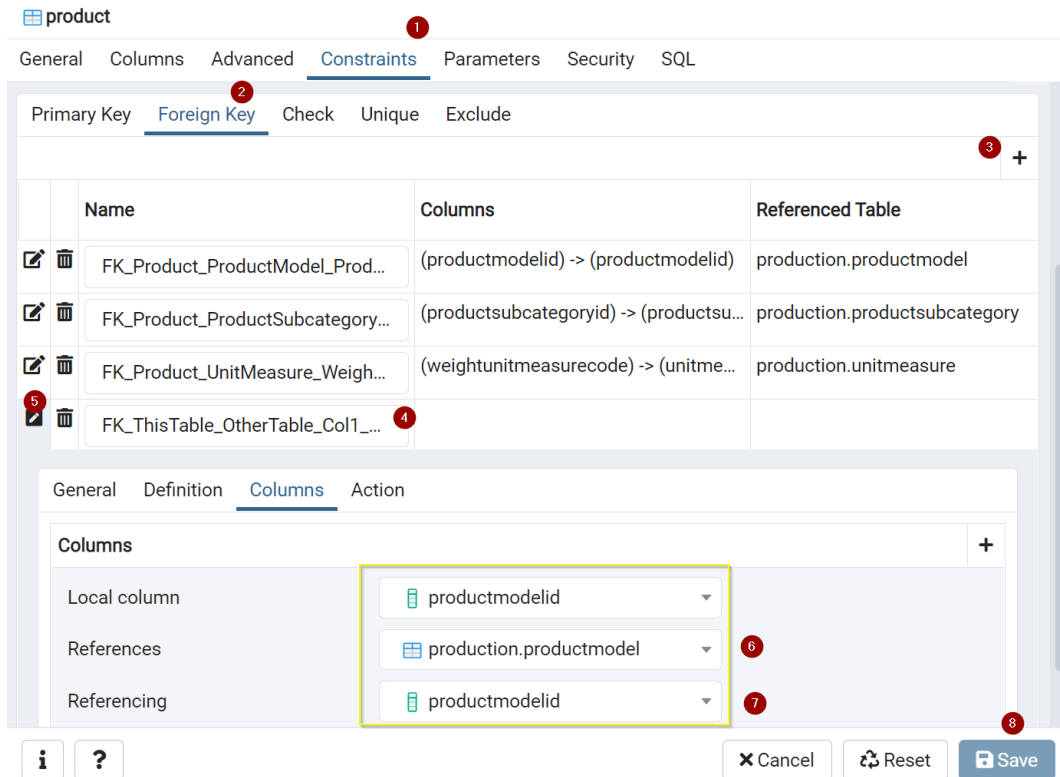 product
1
General Columns Advanced Constraints Parameters Security SQL
2
Primary Key Foreign Key Check Unique Exclude
3 +
Name Columns Referenced Table
FK_Product_ProductModel_Prod... (productmodelid) -> (productmodelid) production.productmodel
FK_Product_ProductSubcategory... (productsubcategoryid) -> (productsu... production.productsubcategory
FK_Product_UnitMeasure_Weigh... (weightunitmeasurecode) -> (unitme... production.unitmeasure
5
FK_ThisTable_OtherTable_Col1_... 4
General Definition Columns Action
Columns +
Local column productmodelid
References production.productmodel 6
Referencing productmodelid 7
8
i ? Cancel Reset Save